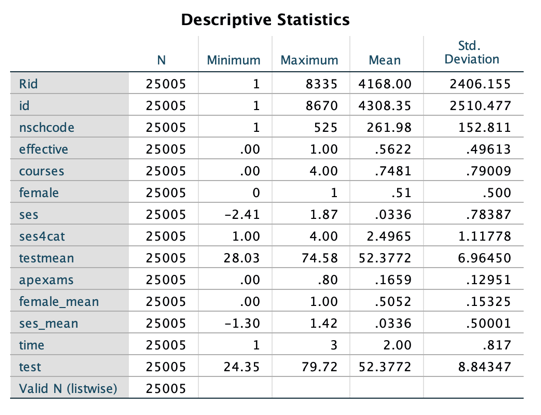 Descriptive Statistics
N Minimum Maximum Mean Std. Deviation
Rid 25005 1 8335 4168.00 2406.155
id 25005 1 8670 4308.35 2510.477
nschcode 25005 1 525 261.98 152.811
effective 25005 .00 1.00 .5622 .49613
courses 25005 .00 4.00 .7481 .79009
female 25005 0 1 .51 .500
ses 25005 -2.41 1.87 .0336 .78387
ses4cat 25005 1.00 4.00 2.4965 1.11778
testmean 25005 28.03 74.58 52.3772 6.96450
apexams 25005 .00 .80 .1659 .12951
female_mean 25005 .00 1.00 .5052 .15325
ses_mean 25005 -1.30 1.42 .0336 .50001
time 25005 1 3 2.00 .817
test 25005 24.35 79.72 52.3772 8.84347
Valid N (listwise) 25005